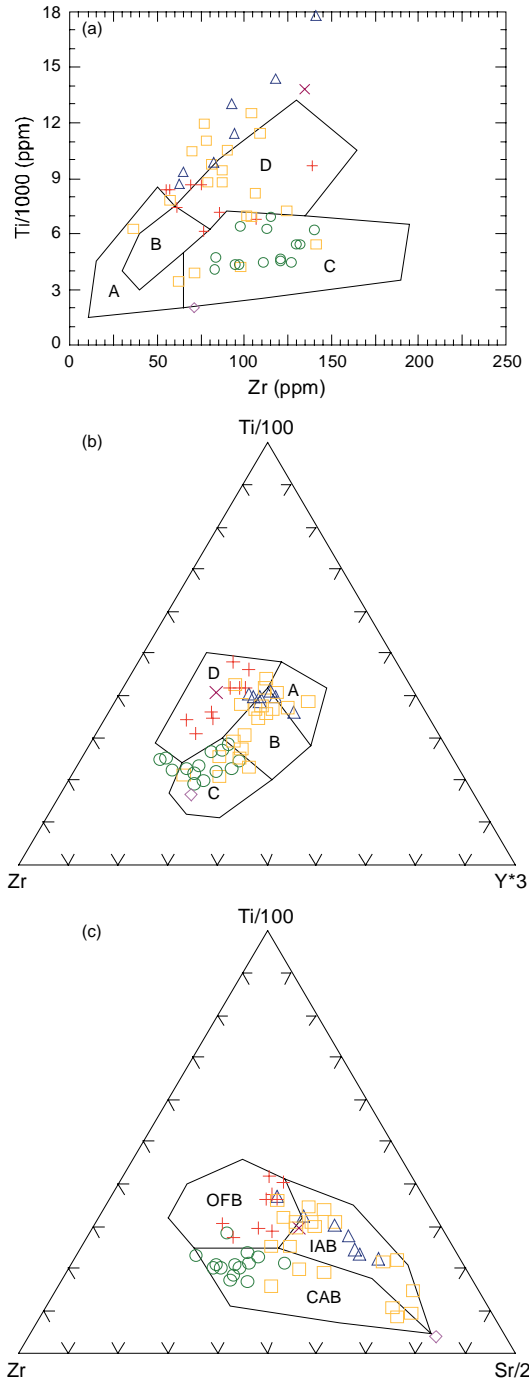 (a)
18
15
12
9
6
3
0
Ti/1000 (ppm)
A
B
C
D
0
50
100
150
200
250
Zr (ppm)
(b)
Ti/100
D
A
B
C
Zr
Y*3
(c)
Ti/100
OFB
IAB
CAB
Zr
Sr/2